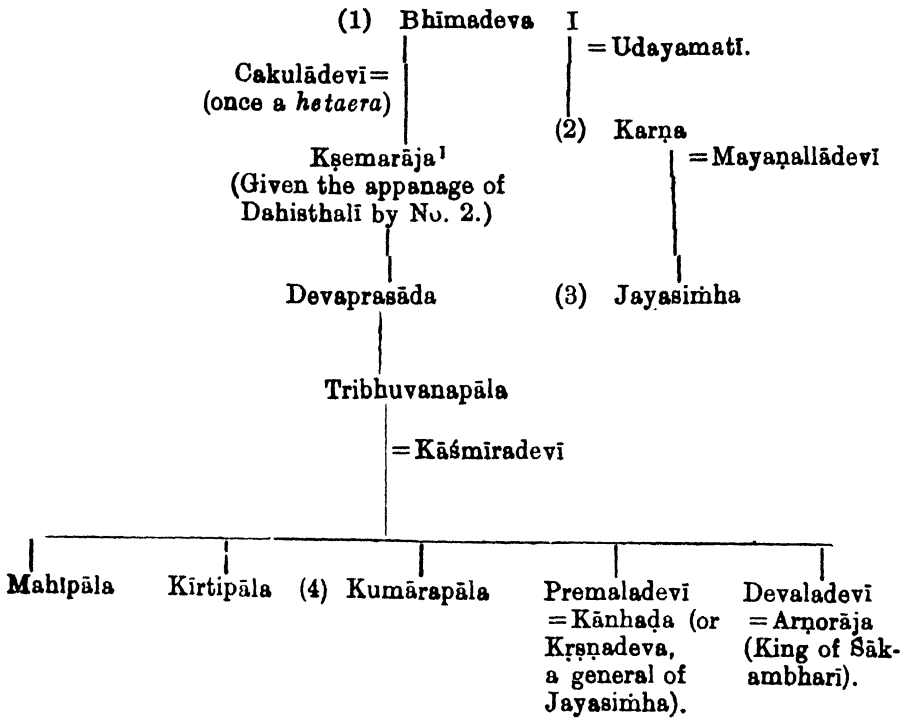 (1) Bhīmadeva I
= Udayamatī.
Cakulādevī=
(once a hetaera)
(2) Karṇa
Kṣemarāja¹
=Mayaṇallādevī
(Given the appanage of
Dahisthalī by No. 2.)
Devaprasāda
(3) Jayasiṁha
Tribhuvanapāla
=Kāśmīradevī
Mahīpāla Kīrtipāla (4) Kumārapāla Premaladevī Devaladevī
=Kānhaḍa (or =Arṇorāja
Kṛṣṇadeva, (King of Śāk-
a general of ambharī).
Jayasiṁha).